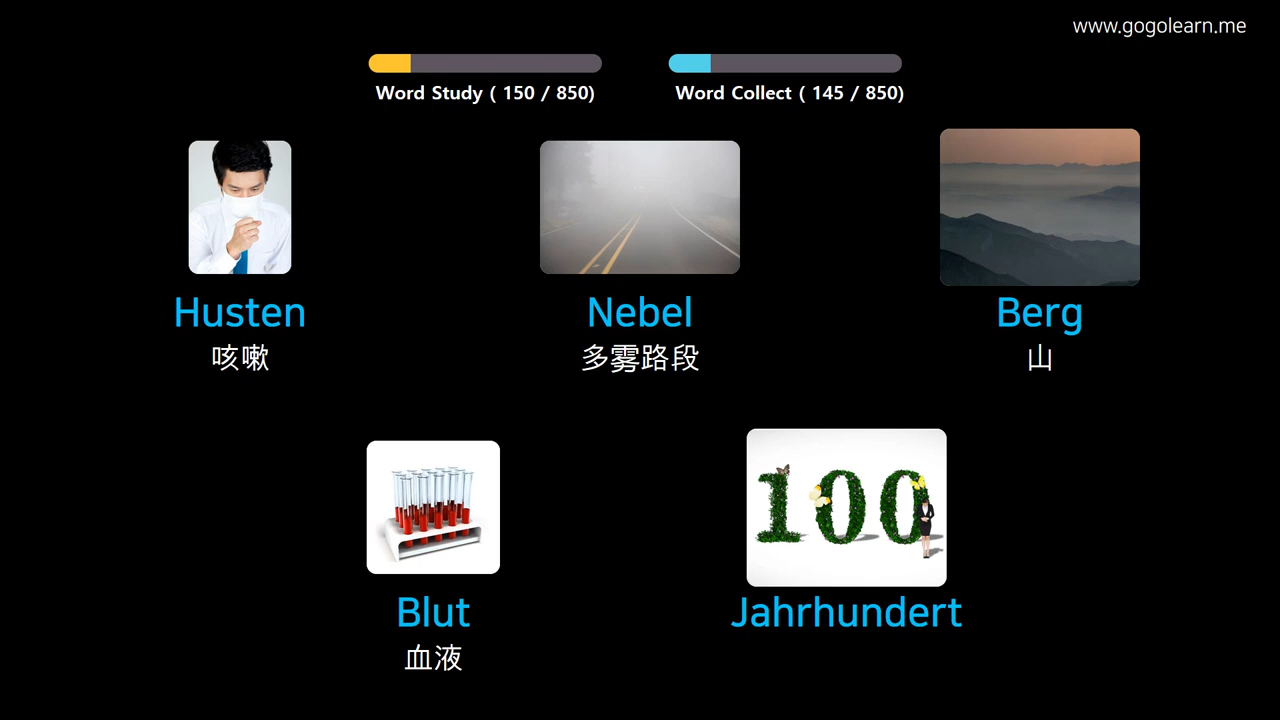 www.gogolearn.me
Word Study ( 150 / 850)
Word Collect ( 145 / 850)
Husten
咳嗽
Nebel
多雾路段
Berg
山
Blut
血液
100
Jahrhundert